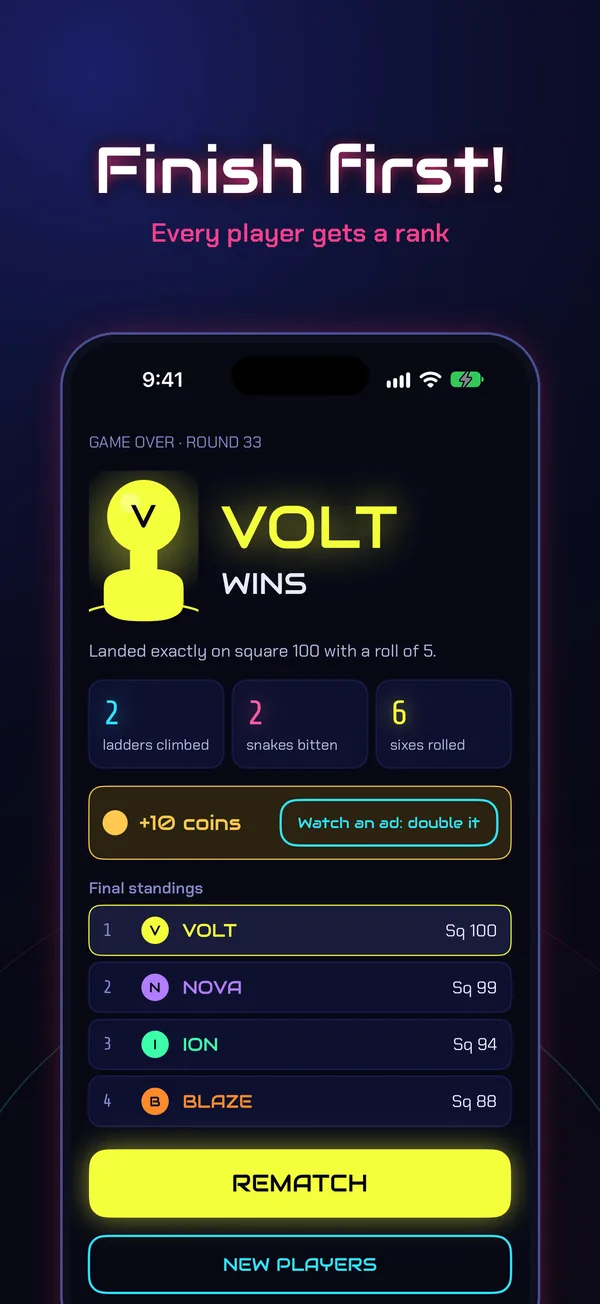 Finish first!
Every player gets a rank
9:41
GAME OVER · ROUND 33
V
VOLT
WINS
Landed exactly on square 100 with a roll of 5.
2
ladders climbed
2
snakes bitten
6
sixes rolled
+10 coins
Watch an ad: double it
Final standings
1 V VOLT Sq 100
2 N NOVA Sq 99
3 I ION Sq 94
4 B BLAZE Sq 88
REMATCH
NEW PLAYERS